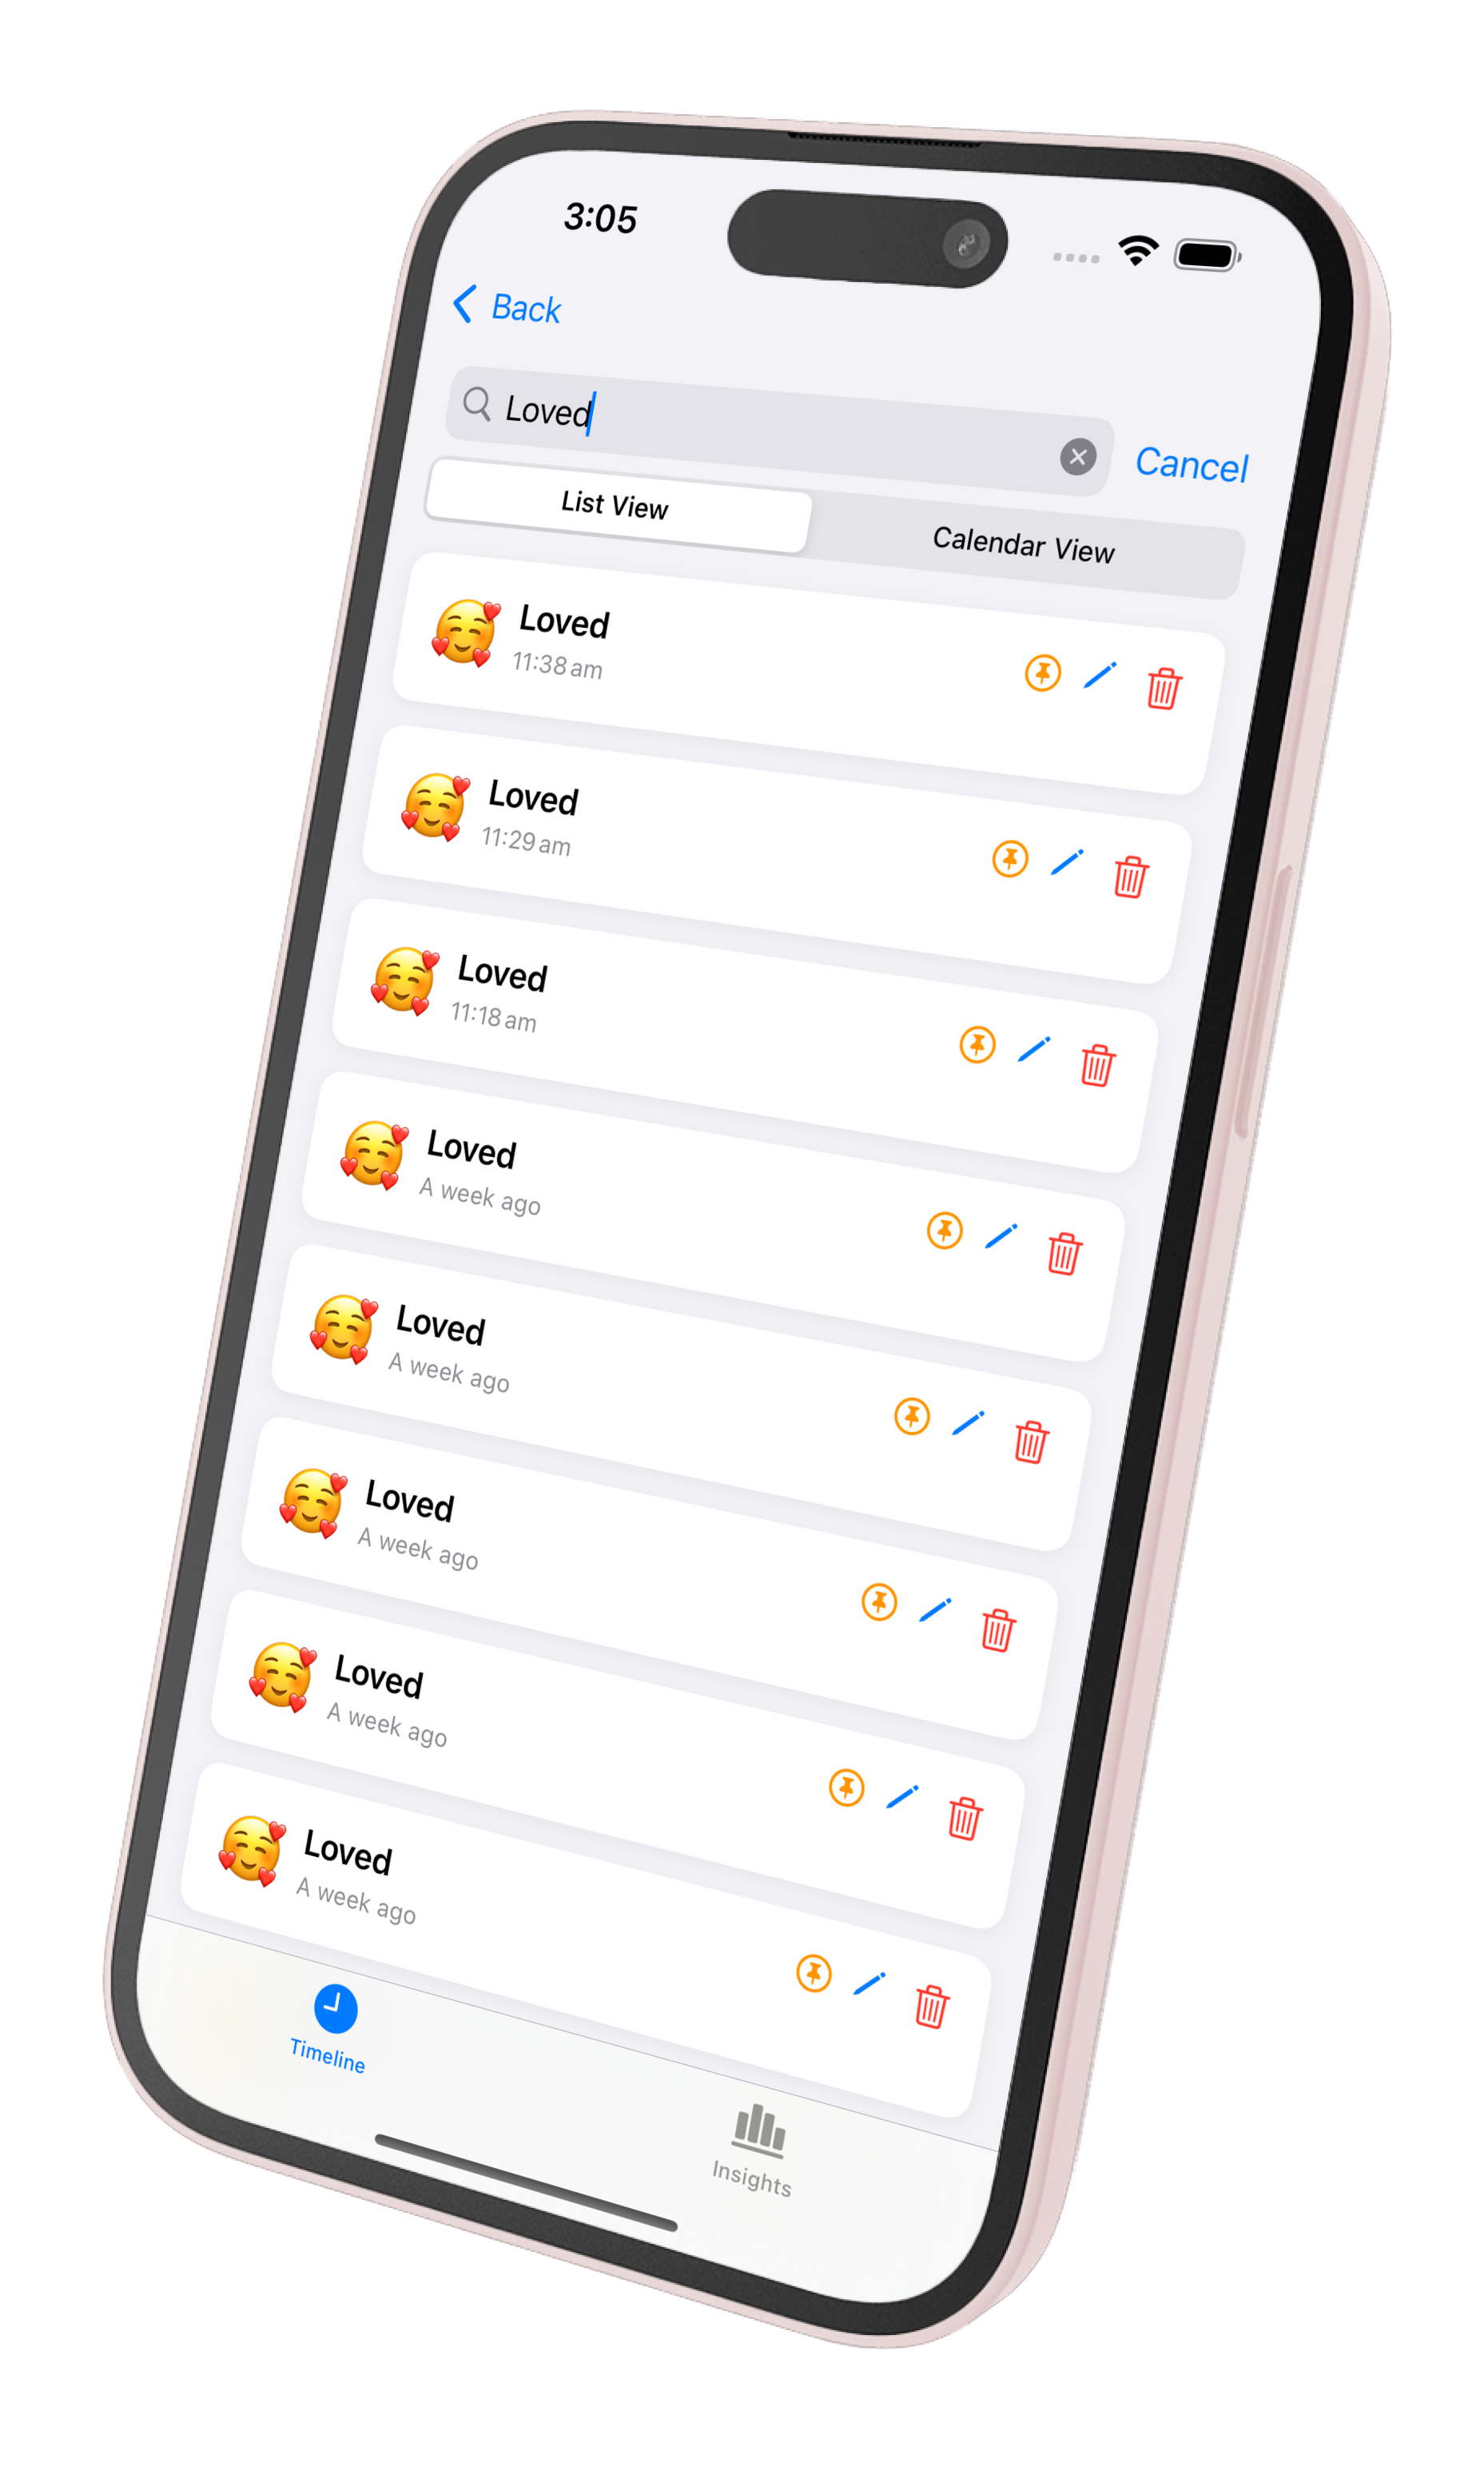 3:05
Back
Loved
Cancel
List View
Calendar View
Loved
11:38 am
Loved
11:29 am
Loved
11:18 am
Loved
A week ago
Loved
A week ago
Loved
A week ago
Loved
A week ago
Loved
A week ago
Timeline
Insights